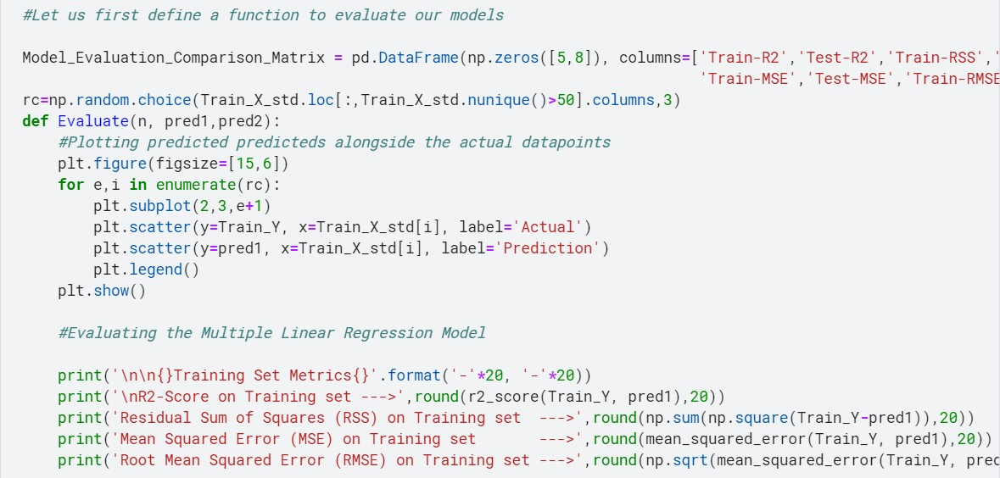 #Let us first define a function to evaluate our models
Model_Evaluation_Comparison_Matrix = pd.DataFrame(np.zeros([5,8]), columns=['Train-R2','Test-R2','Train-RSS','
'Train-MSE','Test-MSE','Train-RMSE
rc=np.random.choice(Train_X_std.loc[:,Train_X_std.nunique()>50].columns,3)
def Evaluate(n, pred1,pred2):
#Plotting predicted predicteds alongside the actual datapoints
plt.figure(figsize=[15,6])
for e,i in enumerate(rc):
plt.subplot(2,3,e+1)
plt.scatter(y=Train_Y, x=Train_X_std[i], label='Actual')
plt.scatter(y=pred1, x=Train_X_std[i], label='Prediction')
plt.legend()
plt.show()
#Evaluating the Multiple Linear Regression Model
print('\n\n{}Training Set Metrics{}'.format('-'*20, '-'*20))
print('\nR2-Score on Training set --->',round(r2_score(Train_Y, pred1),20))
print('Residual Sum of Squares (RSS) on Training set  --->',round(np.sum(np.square(Train_Y-pred1)),20))
print('Mean Squared Error (MSE) on Training set       --->',round(mean_squared_error(Train_Y, pred1),20))
print('Root Mean Squared Error (RMSE) on Training set --->',round(np.sqrt(mean_squared_error(Train_Y, pred